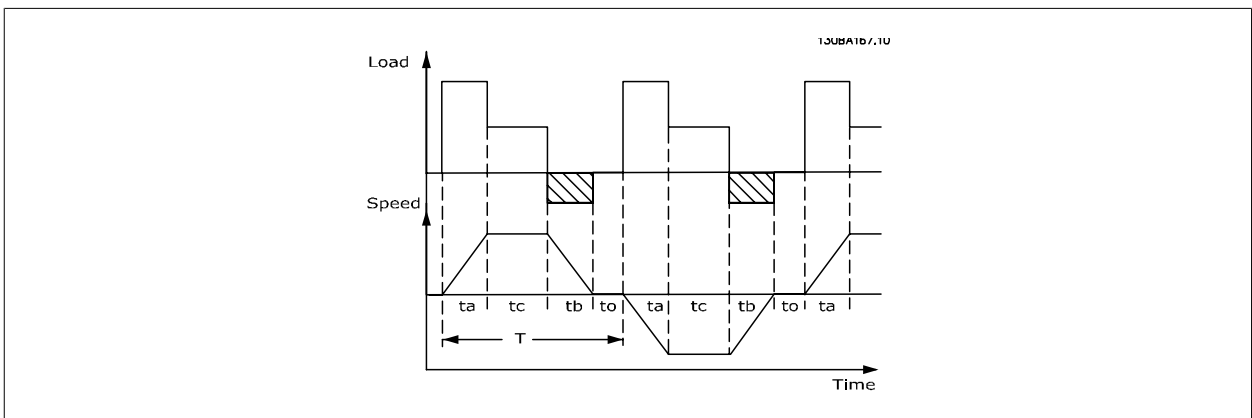 130BA167.10
Load
Speed
ta tc tb to ta tc tb to ta
T
Time